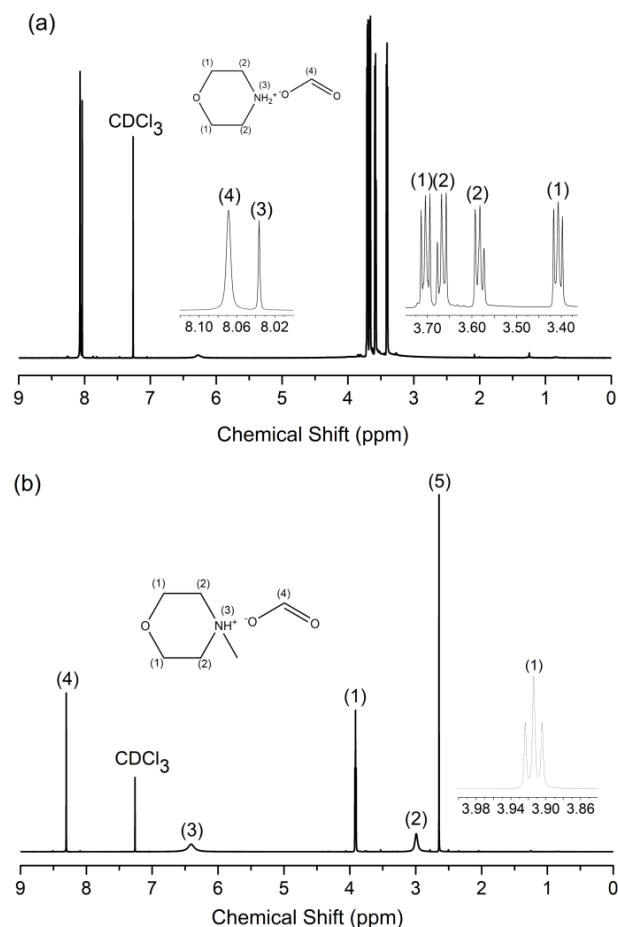 (a)
(1) (2) (4)
(3)
O NH2+ -O O
(1) (2)
CDCl3
(4) (3)
8.10 8.06 8.02
(1) (2) (2) (1)
3.70 3.60 3.50 3.40
9 8 7 6 5 4 3 2 1 0
Chemical Shift (ppm)
(b)
(5)
(1) (2) (4)
(3)
O NH+ -O O
(1) (2)
(4)
CDCl3
(3)
(1)
(2)
(1)
3.98 3.94 3.90 3.86
9 8 7 6 5 4 3 2 1 0
Chemical Shift (ppm)